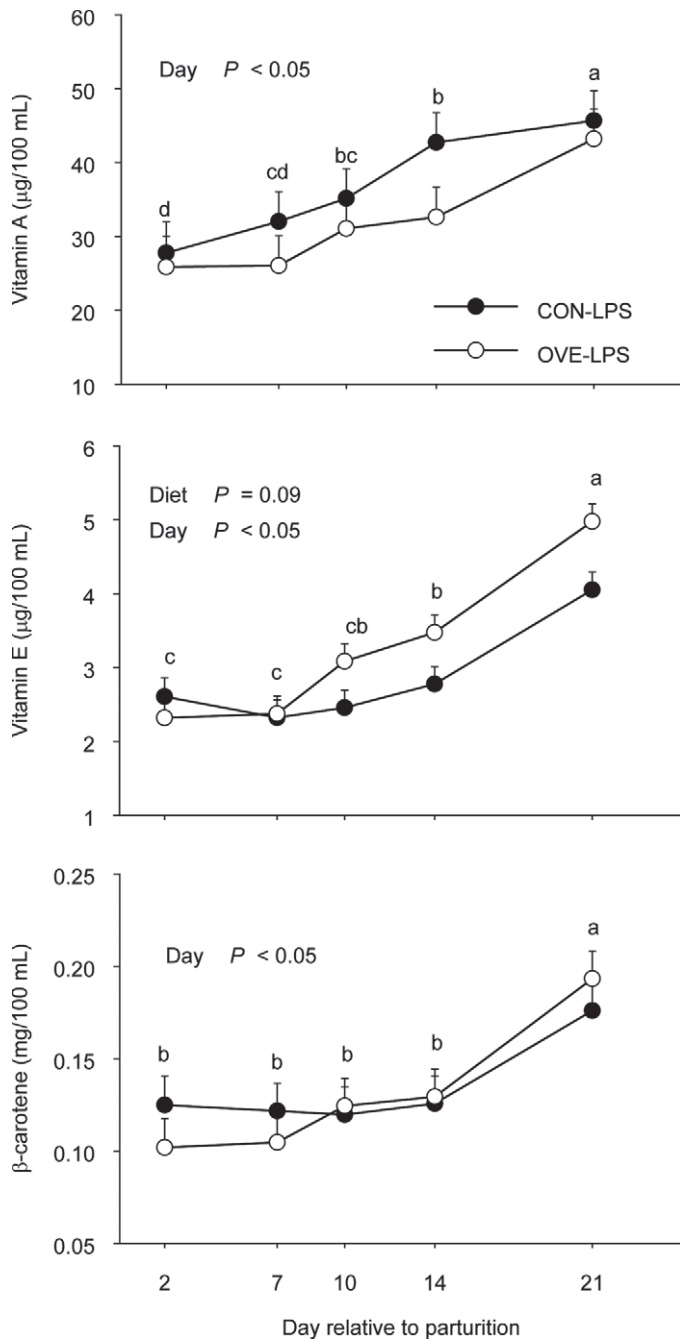 60
Day P < 0.05
a
50
b
Vitamin A (μg/100 mL)
bc
40
cd
d
30
20
CON-LPS
OVE-LPS
10
6
Diet P = 0.09
a
Day P < 0.05
5
Vitamin E (μg/100 mL)
b
4
cb
c
c
3
2
1
0.25
Day P < 0.05
a
0.20
β-carotene (mg/100 mL)
b
b
b
b
0.15
0.10
0.05
2 7 10 14 21
Day relative to parturition